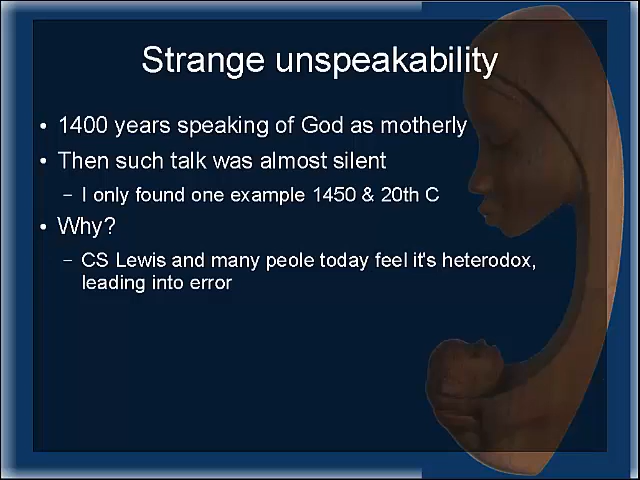 Strange unspeakability
• 1400 years speaking of God as motherly
• Then such talk was almost silent
– I only found one example 1450 & 20th C
• Why?
– CS Lewis and many peole today feel it's heterodox,
leading into error